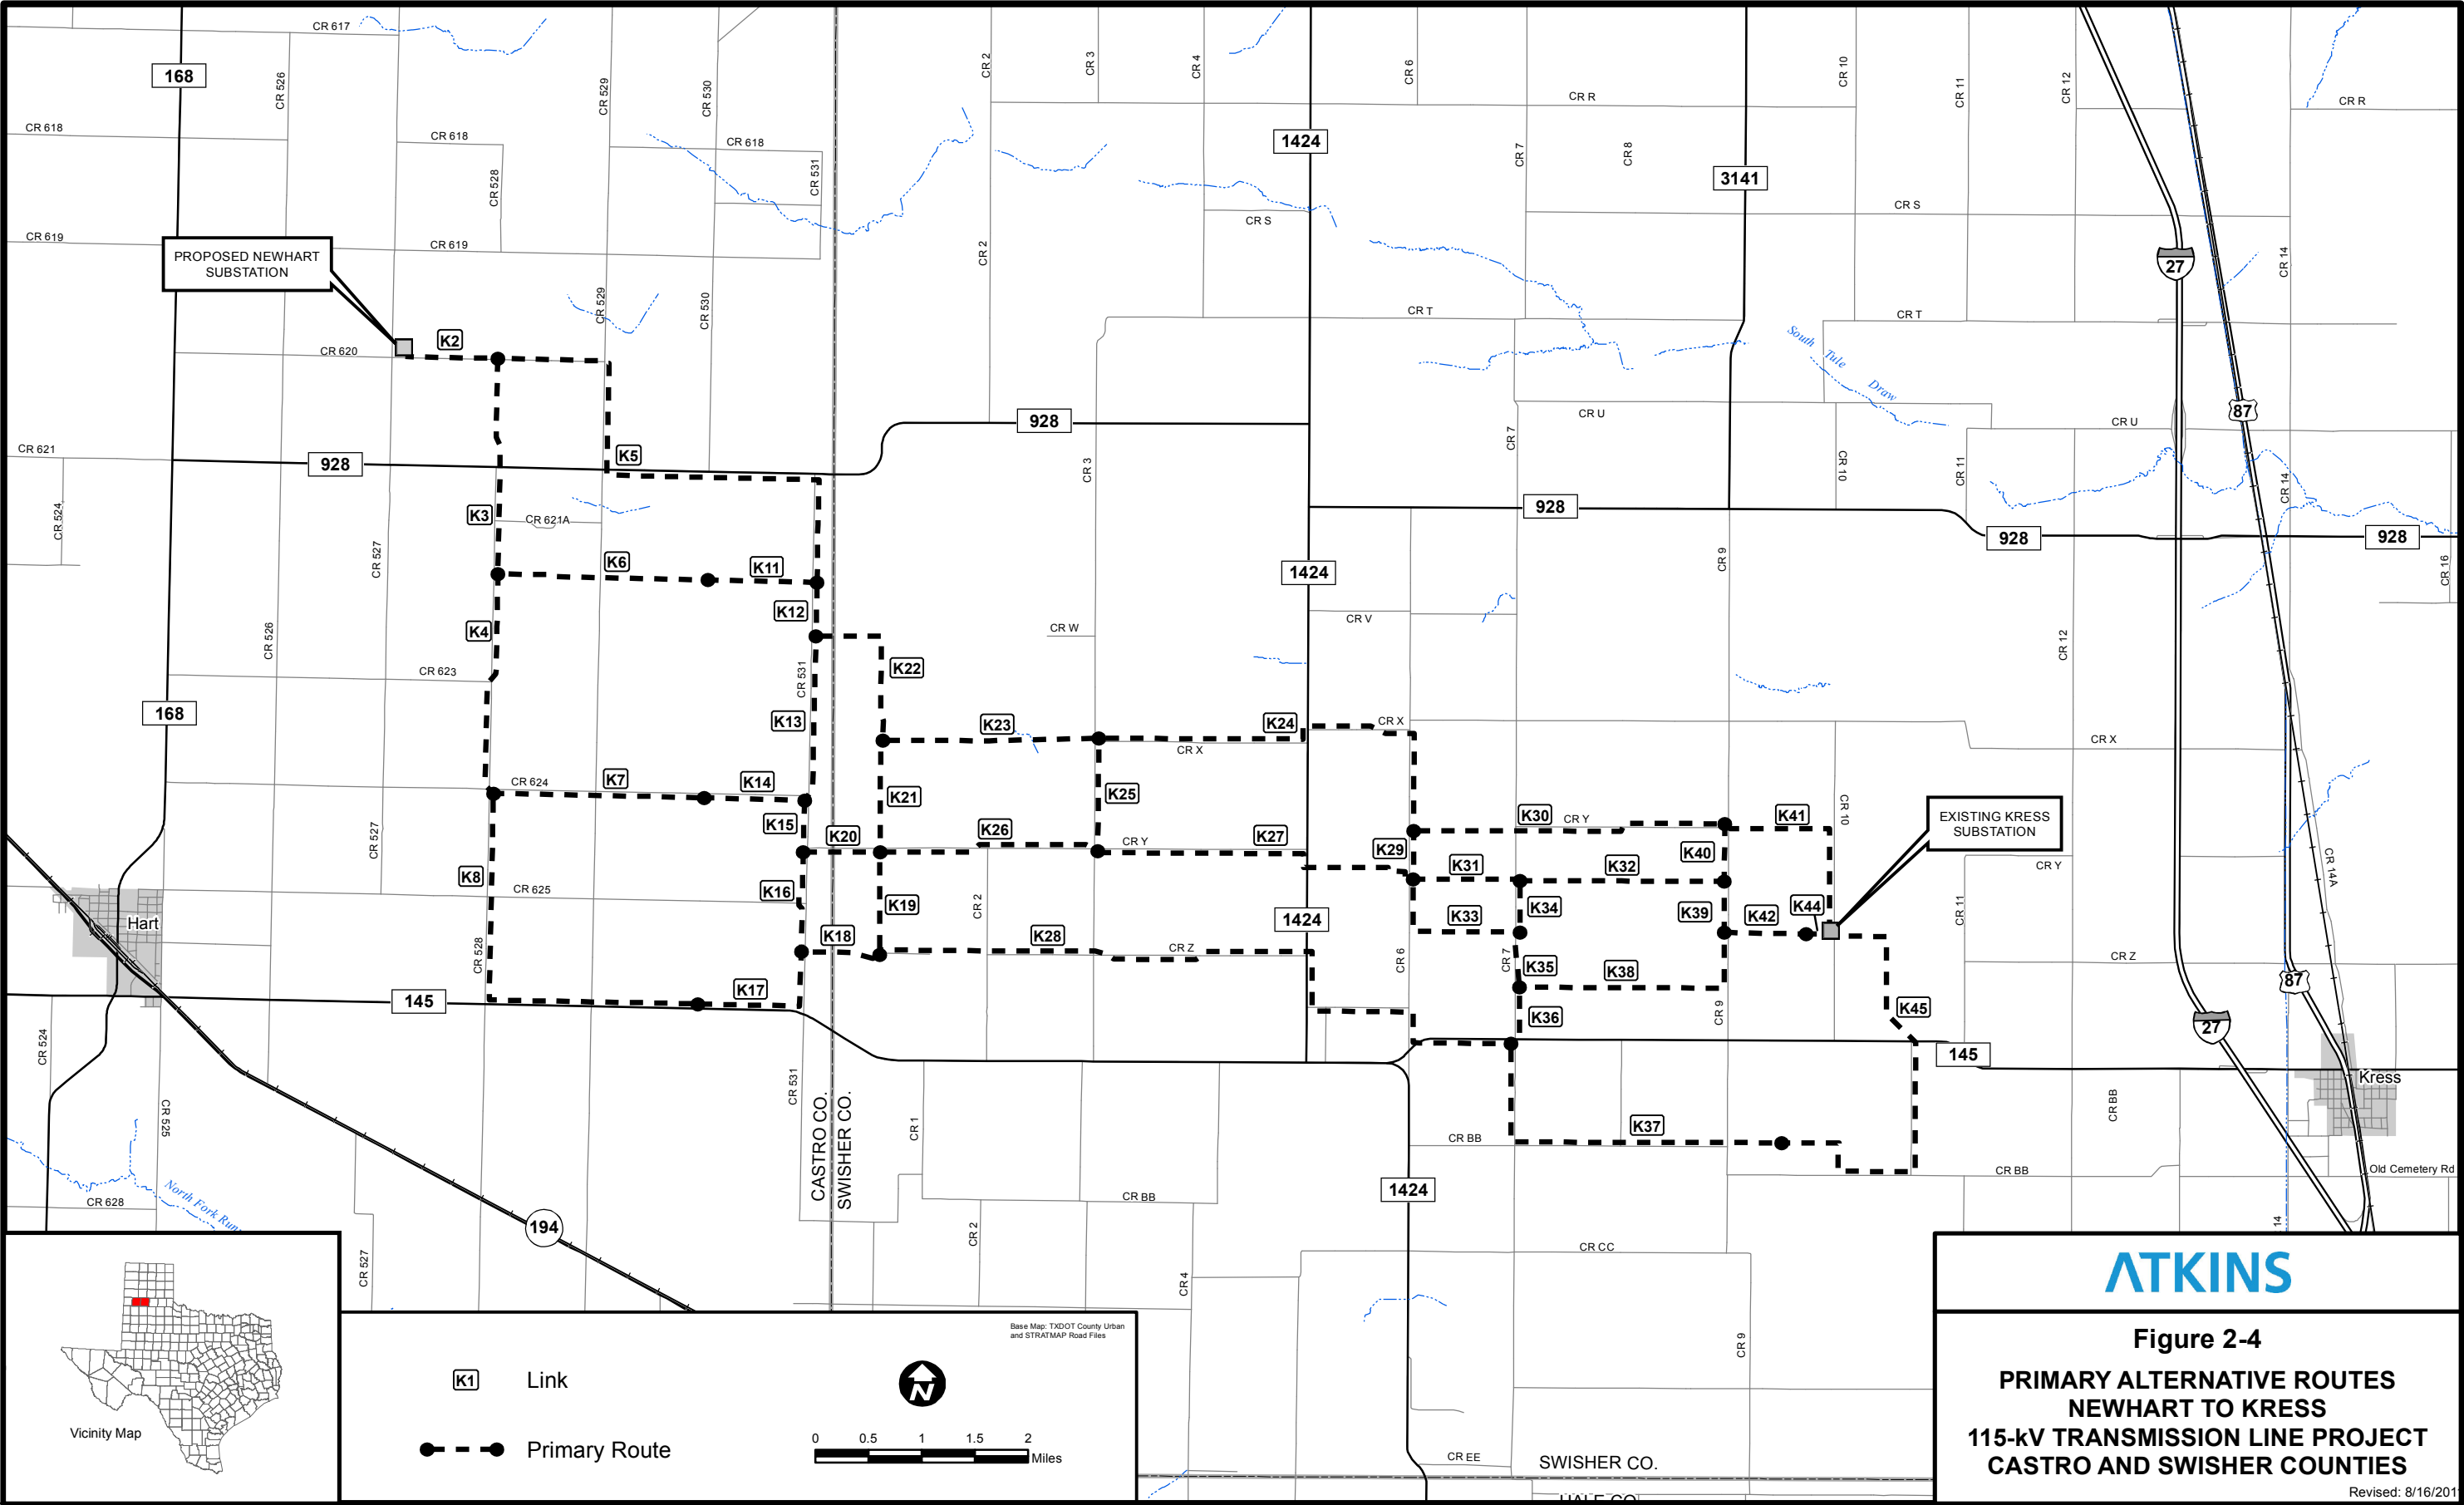 CR 617
168
CR 526
CR 529
CR 530
CR 2
CR 3
CR 4
CR 6
CR R
CR 10
CR 11
CR 12
CR R
CR 618
CR 618
CR 618
1424
CR 7
CR 8
3141
CR 528
CR 531
CR S
CR S
CR 619
CR 619
CR 2
27
CR 14
PROPOSED NEWHART
SUBSTATION
CR 529
CR 530
CR T
CR T
South Tule Draw
CR 620
K2
928
CR U
CR U
87
CR 621
928
K5
CR 3
CR 7
CR 10
CR 11
CR 14
CR 524
K3
CR 621A
928
928
928
CR 527
K6
K11
1424
CR 9
CR 16
K12
CR V
K4
CR W
CR 526
CR 12
CR 623
CR 531
K22
168
K13
K23
K24
CR X
CR X
CR X
CR 624
K7
K14
K21
K25
CR 10
EXISTING KRESS
SUBSTATION
K15
K20
K26
CR Y
K27
K30
CR Y
K41
CR 527
K29
K40
K31
K32
CR Y
CR 14A
K8
CR 625
K16
K19
CR 2
1424
K33
K34
K39
K42
K44
CR 11
Hart
K18
K28
CR Z
CR 6
CR 7
CR Z
CR 528
K35
K38
K17
87
145
K36
CR 9
K45
27
CR 524
145
Kress
CR 525
CR 531
CASTRO CO.
SWISHER CO.
CR 1
CR BB
K37
CR BB
CR BB
Old Cemetery Rd
North Fork Run
CR 628
CR BB
1424
194
CR 2
14
CR 527
CR 4
CR CC
CR 9
CR EE
SWISHER CO.
HALE CO
Vicinity Map
Base Map: TXDOT County Urban
and STRATMAP Road Files
K1
Link
Primary Route
N
0 0.5 1 1.5 2
Miles
ATKINS
Figure 2-4
PRIMARY ALTERNATIVE ROUTES
NEWHART TO KRESS
115-kV TRANSMISSION LINE PROJECT
CASTRO AND SWISHER COUNTIES
Revised: 8/16/201